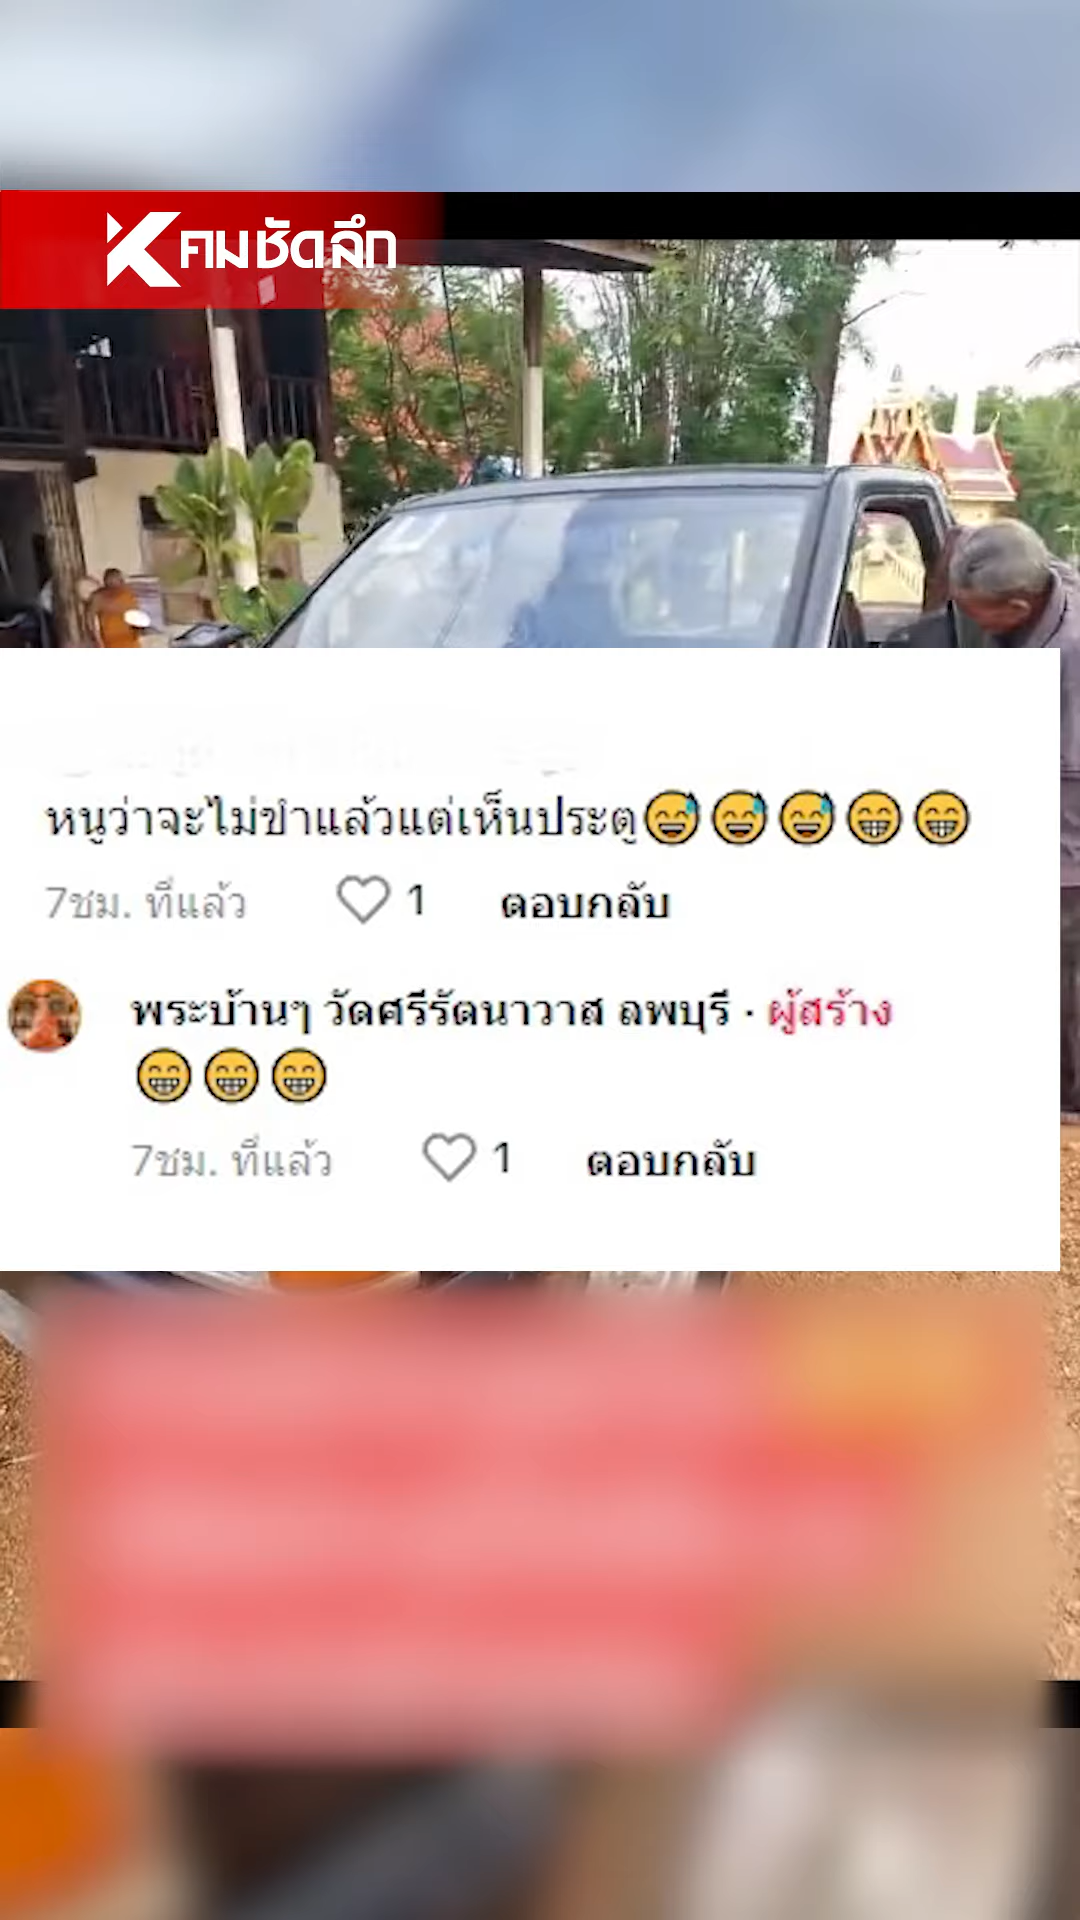 คมชัดลึก
หนูว่าจะไม่ขำแล้วแต่เห็นประตู😅😅😅😁😁
7ชม. ที่แล้ว 1 ตอบกลับ
พระบ้านๆ วัดศรีรัตนาวาส ลพบุรี · ผู้สร้าง
😁😁😁
7ชม. ที่แล้ว 1 ตอบกลับ